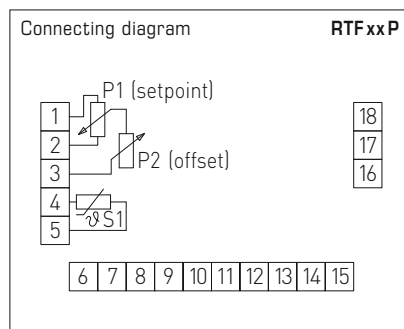 Connecting diagram RTFxxP
P1 (setpoint)
1
2
3
4
5
P2 (offset)
ϑ S1
18
17
16
6 7 8 9 10 11 12 13 14 15